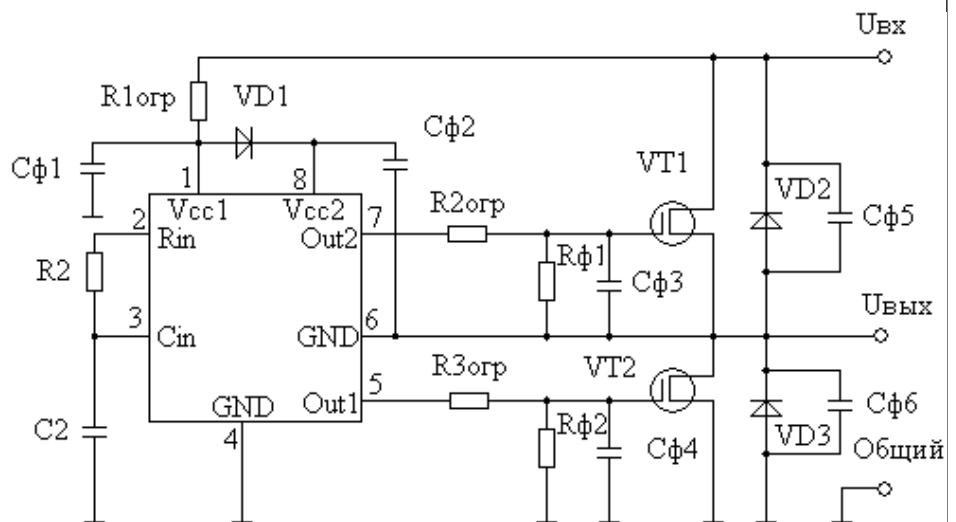 Uвх
R1огр
VD1
Cф2
Cф1
VT1
1
8
VD2
R2огр
2
Vcc1
Vcc2
7
Rin
Out2
Cф5
Rф1
R2
Cф3
Uвых
3
6
Cin
GND
R3огр
VT2
5
GND
Out1
Cф6
C2
Rф2
VD3
4
Cф4
Общий